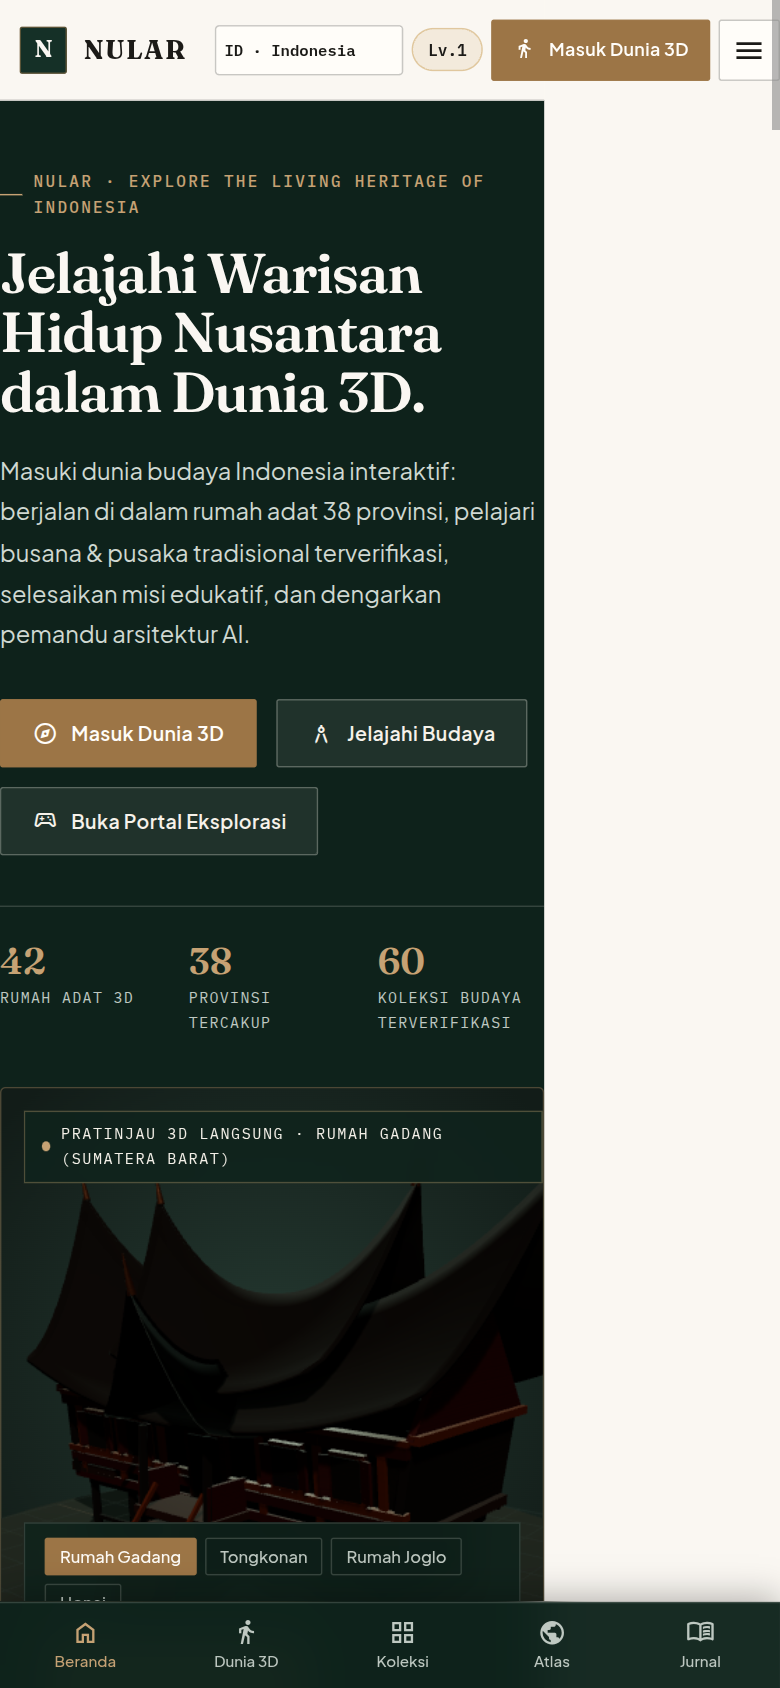 N
NULAR
ID · Indonesia
Lv.1
Masuk Dunia 3D
NULAR · EXPLORE THE LIVING HERITAGE OF
INDONESIA
Jelajahi Warisan
Hidup Nusantara
dalam Dunia 3D.
Masuki dunia budaya Indonesia interaktif:
berjalan di dalam rumah adat 38 provinsi, pelajari
busana & pusaka tradisional terverifikasi,
selesaikan misi edukatif, dan dengarkan
pemandu arsitektur AI.
Masuk Dunia 3D
Jelajahi Budaya
Buka Portal Eksplorasi
42
RUMAH ADAT 3D
38
PROVINSI
TERCAKUP
60
KOLEKSI BUDAYA
TERVERIFIKASI
PRATINJAU 3D LANGSUNG · RUMAH GADANG
(SUMATERA BARAT)
Rumah Gadang
Tongkonan
Rumah Joglo
Beranda
Dunia 3D
Koleksi
Atlas
Jurnal